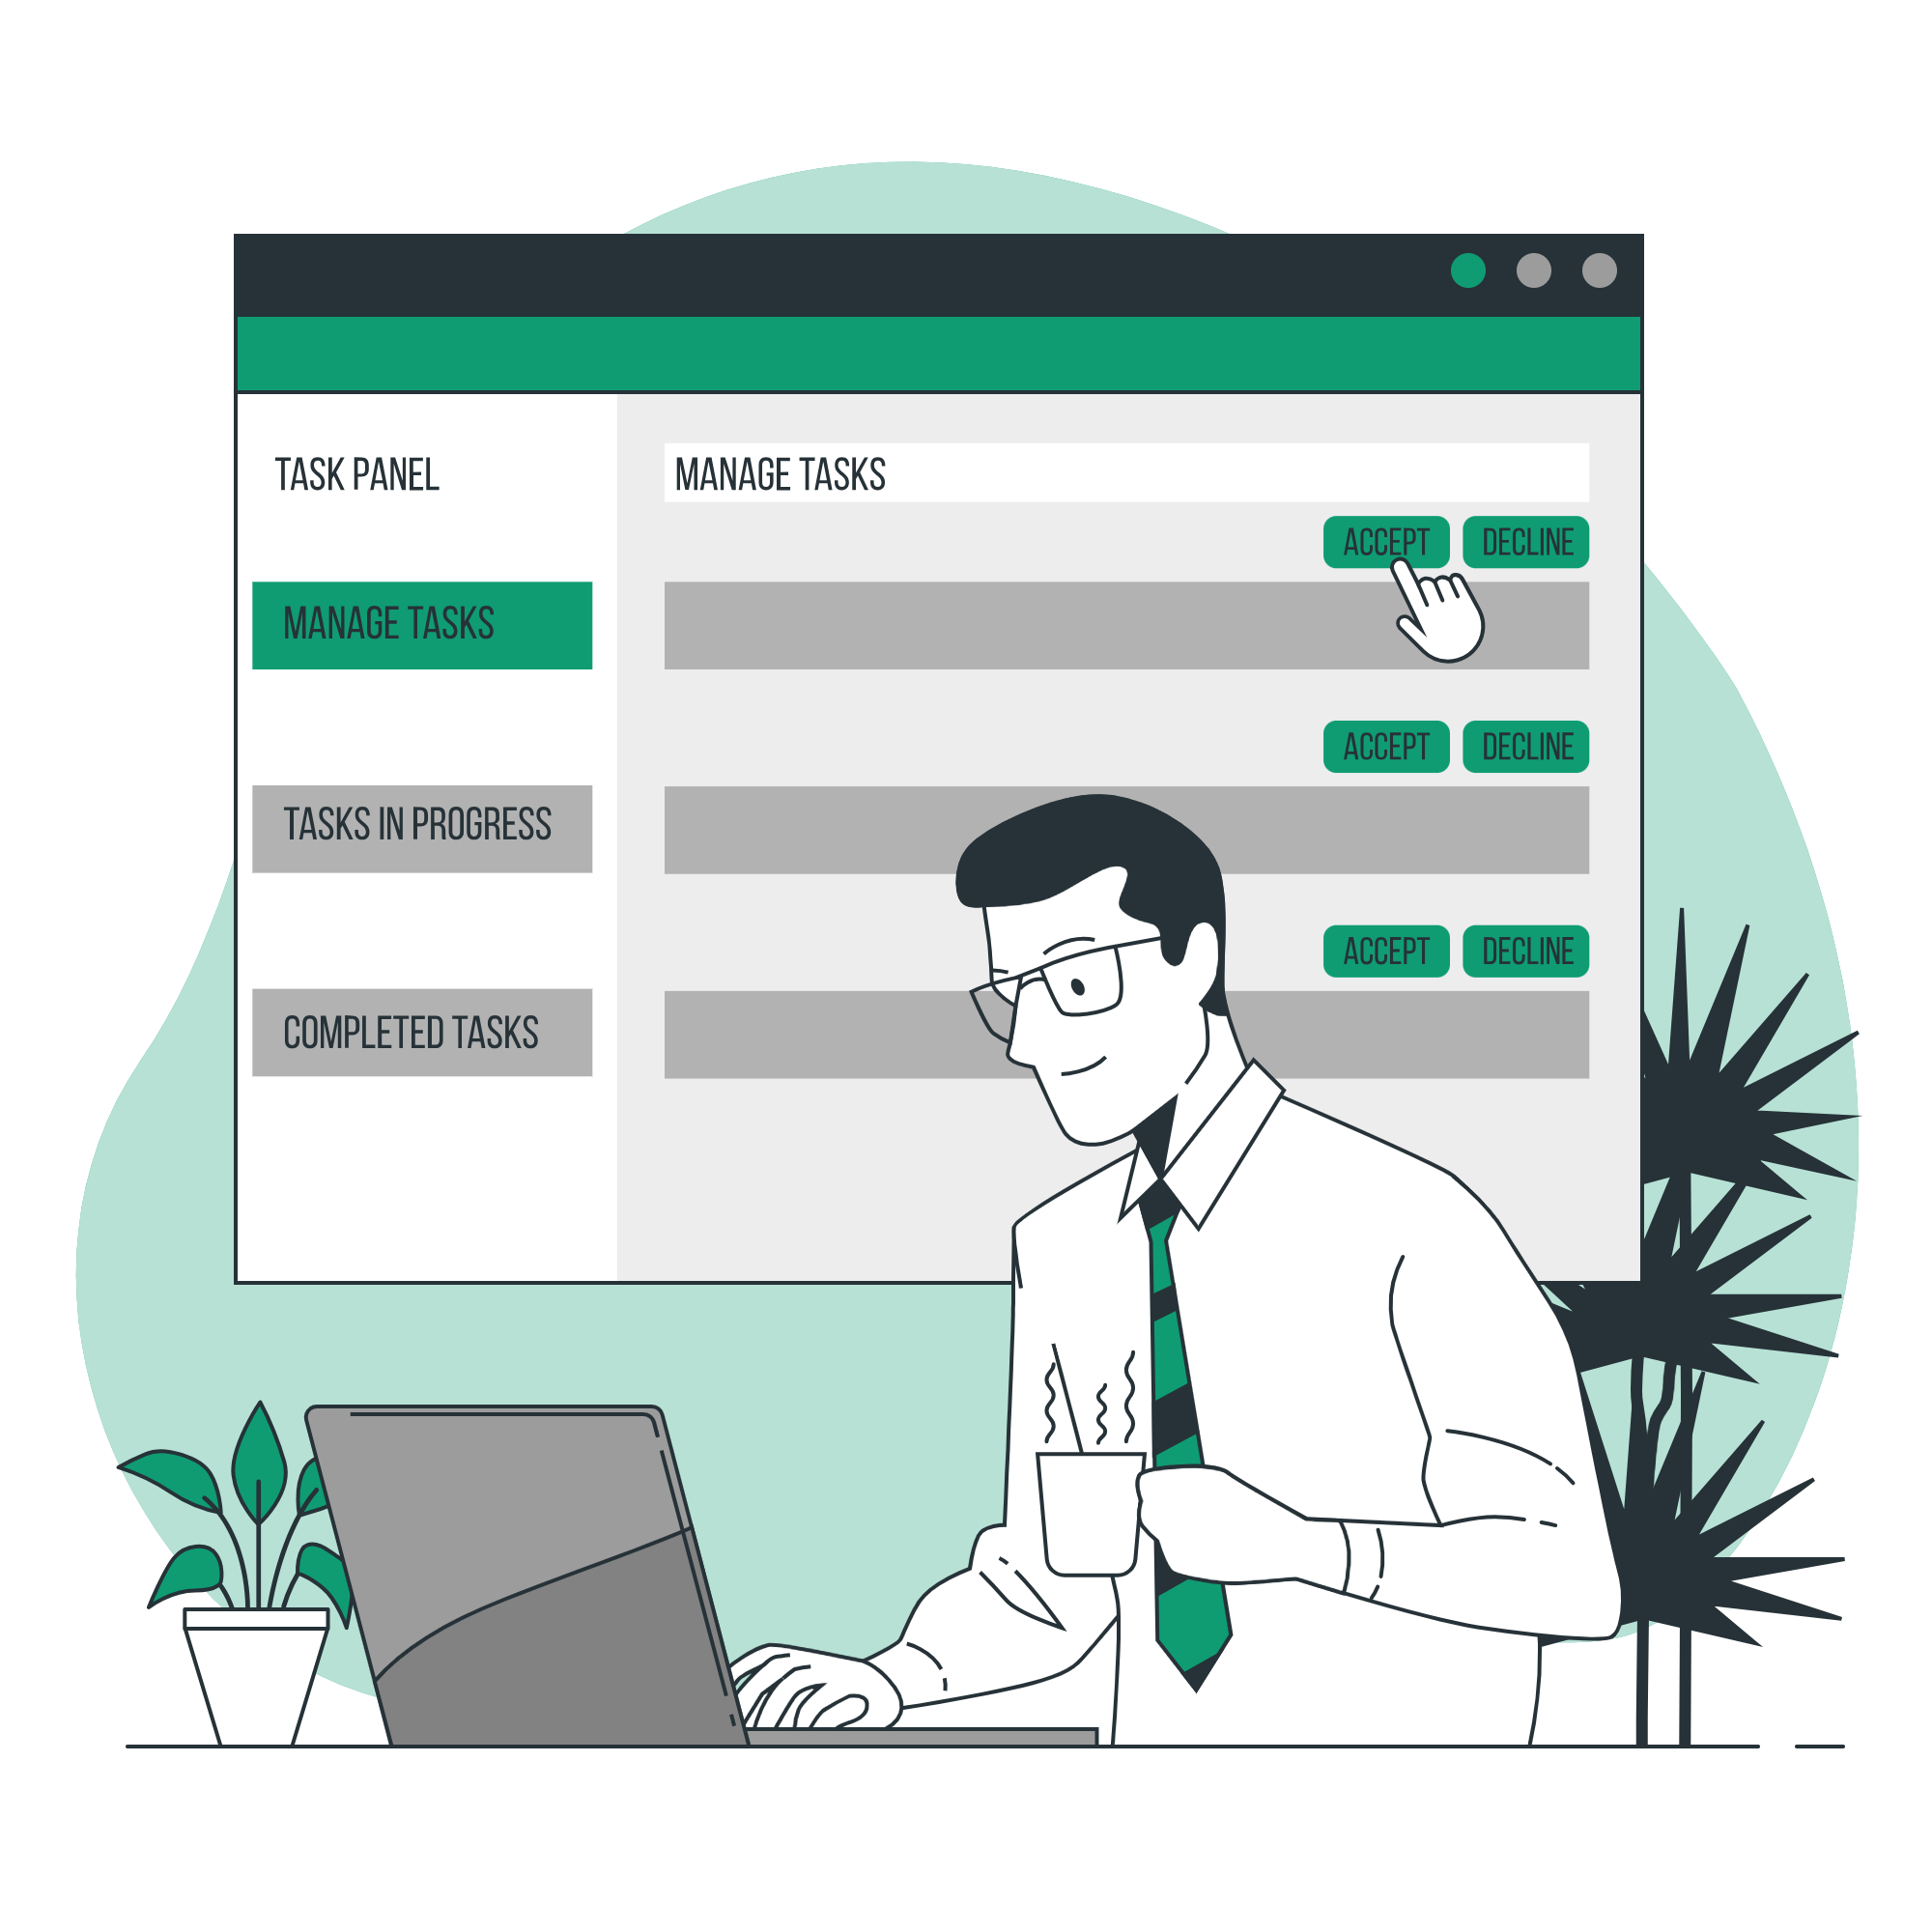 TASK PANEL
MANAGE TASKS
TASKS IN PROGRESS
COMPLETED TASKS
MANAGE TASKS
ACCEPT DECLINE
ACCEPT DECLINE
ACCEPT DECLINE